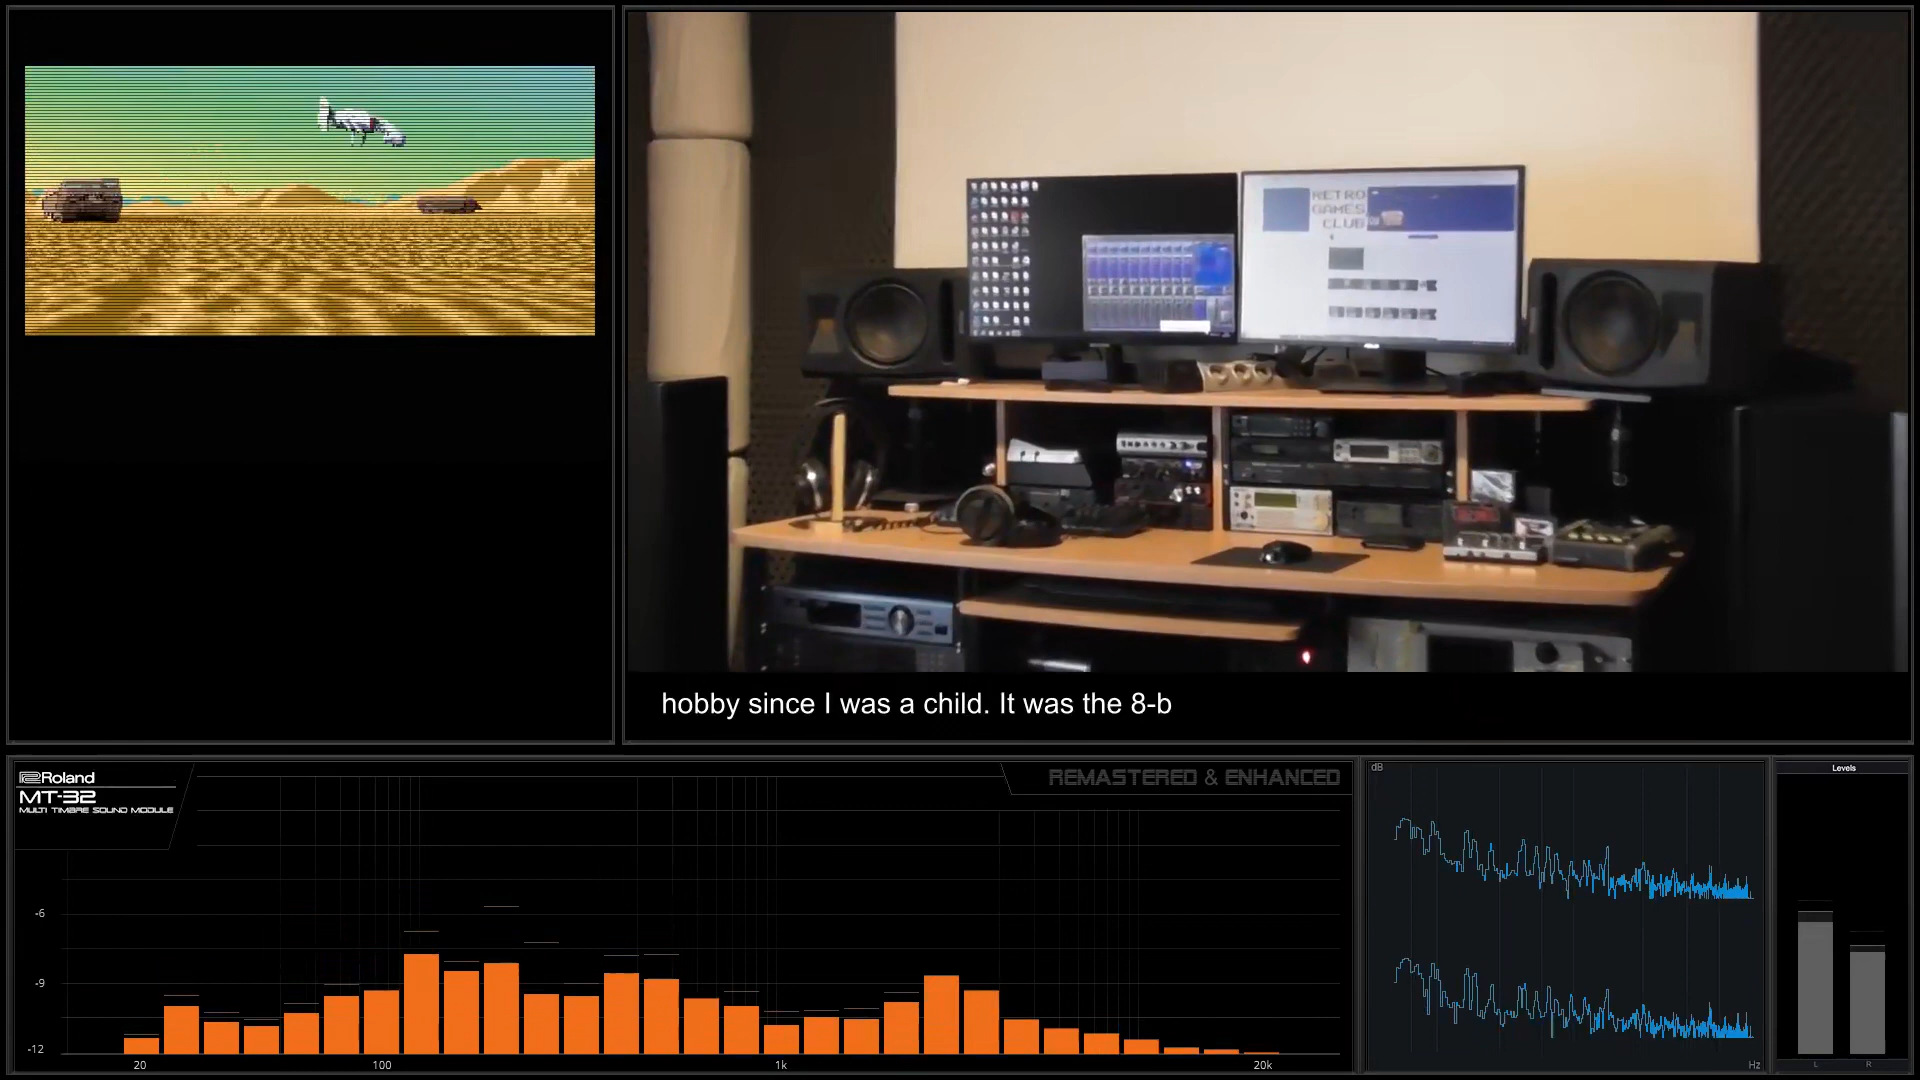 RETRO
GAMES
CLUB
hobby since I was a child. It was the 8-b
Roland
MT-32
MULTI TIMBRE SOUND MODULE
REMASTERED & ENHANCED
-6
-9
-12
20
100
1k
20k
dB
Hz
Levels
L
R